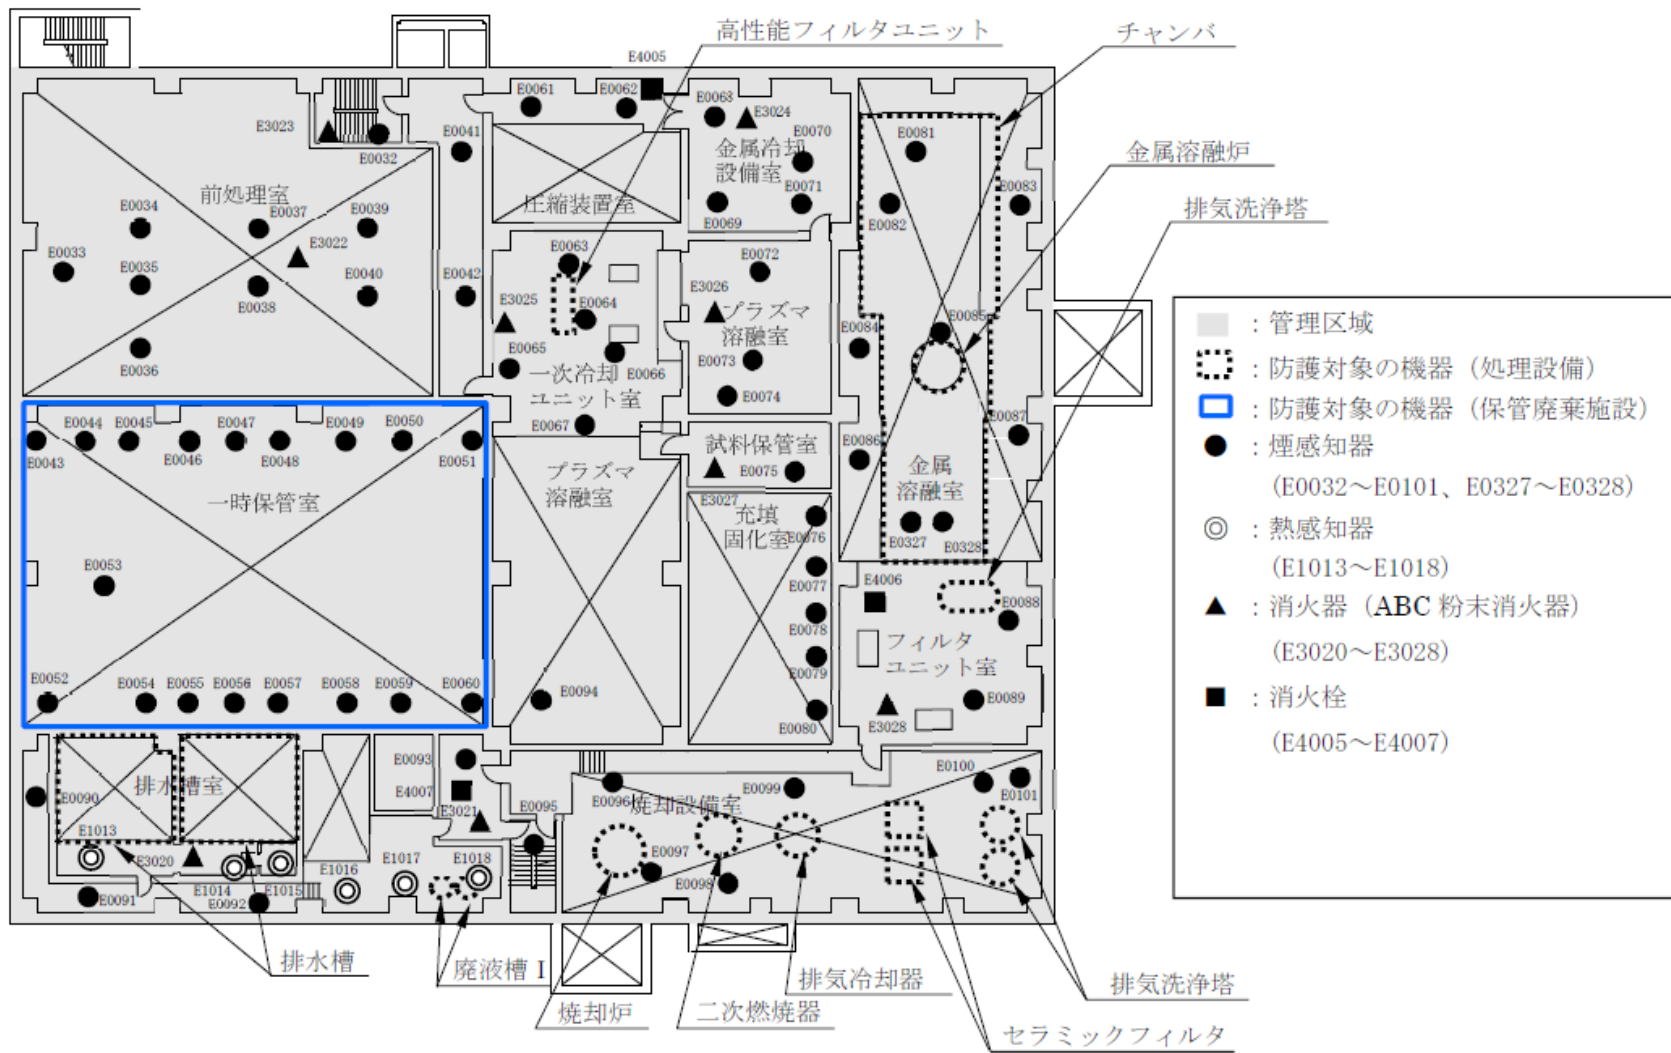 高性能フィルタユニット
チャンバ
E4005
E0061
E0062
E0068
E3024
E3023
E0032
E0041
E0070
E0081
金属冷却
設備室
金属溶融炉
前処理室
E0034
E0037
E0039
圧縮装置室
E0069
E0071
E0082
E0083
排気洗浄塔
E0033
E3022
E0063
E0072
E0035
E0038
E0040
E0042
E3025
E0064
E3026
プラズマ
溶融室
E0084
E0085
E0036
E0065
一次冷却
ユニット室
E0066
E0073
E0074
E0067
E0044
E0045
E0047
E0049
E0050
E0043
E0046
E0048
E0051
一時保管室
プラズマ
溶融室
試料保管室
E0075
E3027
E0086
E0087
金属
溶融室
充填
固化室
E0076
E0327
E0328
E0053
E0077
E4006
E0088
E0078
フィルタ
ユニット室
E0079
E0052
E0054
E0055
E0056
E0057
E0058
E0059
E0060
E0094
E0080
E3028
E0089
排水槽室
E0090
E0093
E4007
E1013
E3020
E3021
E0095
E0096
焼却設備室
E0099
E0100
E0101
E1014
E1015
E1016
E1017
E1018
E0097
E0098
E0091
E0092
排水槽
廃液槽 I
焼却炉
二次燃焼器
排気冷却器
排気洗浄塔
セラミックフィルタ
：管理区域
：防護対象の機器（処理設備）
：防護対象の機器（保管廃棄施設）
：煙感知器
（E0032～E0101、E0327～E0328）
：熱感知器
（E1013～E1018）
：消火器（ABC 粉末消火器）
（E3020～E3028）
：消火栓
（E4005～E4007）